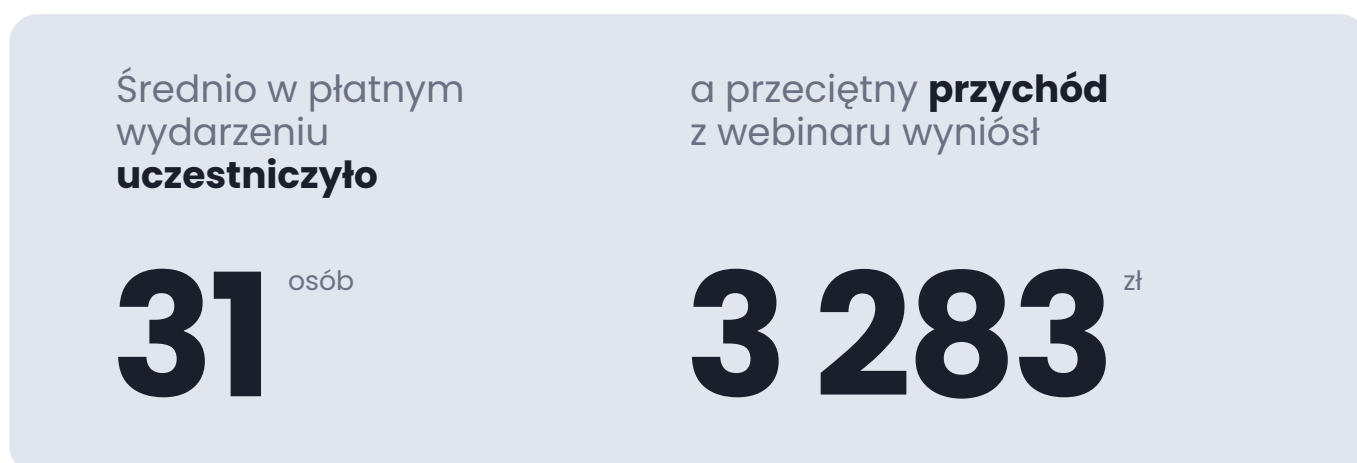 Średnio w płatnym
wydarzeniu
uczestniczyło
31 osób
a przeciętny przychód
z webinaru wyniósł
3 283 zł